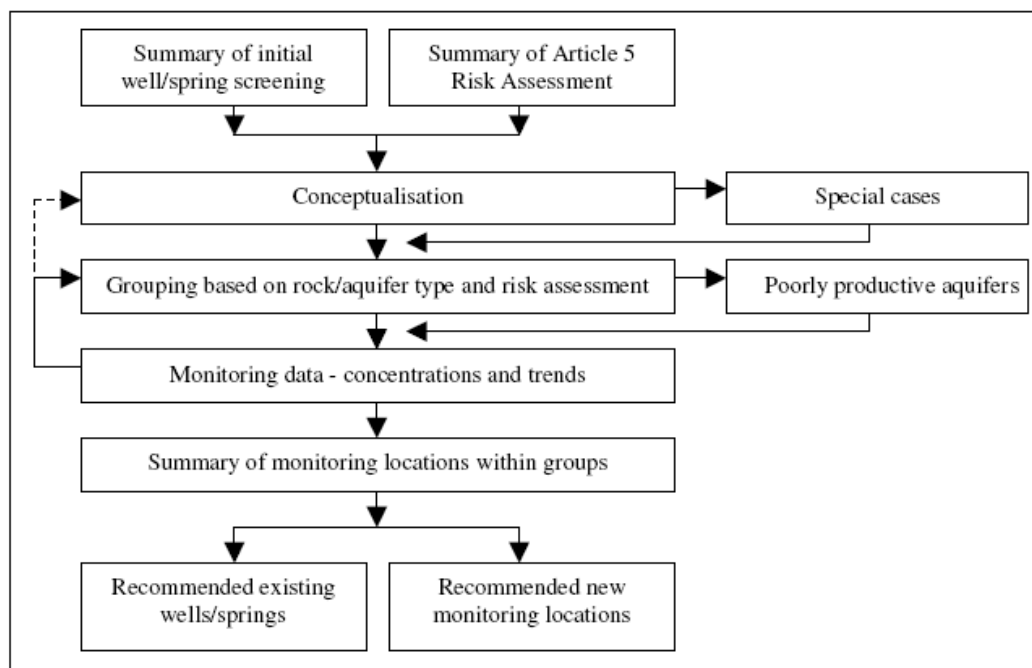 Summary of initial
well/spring screening
Summary of Article 5
Risk Assessment
Conceptualisation
Special cases
Grouping based on rock/aquifer type and risk assessment
Poorly productive aquifers
Monitoring data - concentrations and trends
Summary of monitoring locations within groups
Recommended existing
wells/springs
Recommended new
monitoring locations